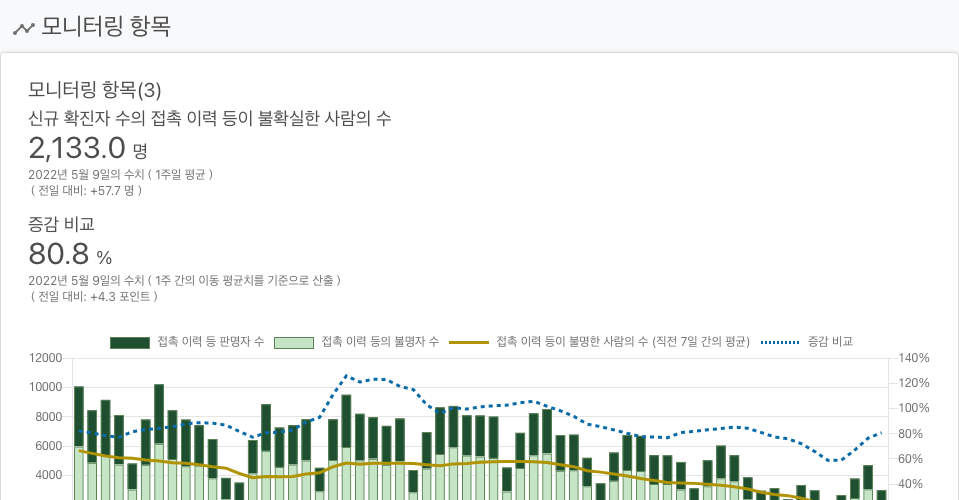 모니터링 항목
모니터링 항목(3)
신규 확진자 수의 접촉 이력 등이 불확실한 사람의 수
2,133.0 명
2022년 5월 9일의 수치 ( 1주일 평균 )
( 전일 대비: +57.7 명 )
증감 비교
80.8 %
2022년 5월 9일의 수치 ( 1주 간의 이동 평균치를 기준으로 산출 )
( 전일 대비: +4.3 포인트 )
접촉 이력 등 판명자 수 접촉 이력 등의 불명자 수 접촉 이력 등이 불명한 사람의 수 (직전 7일 간의 평균) 증감 비교
12000 140%
10000 120%
8000 100%
6000 80%
4000 60%
40%